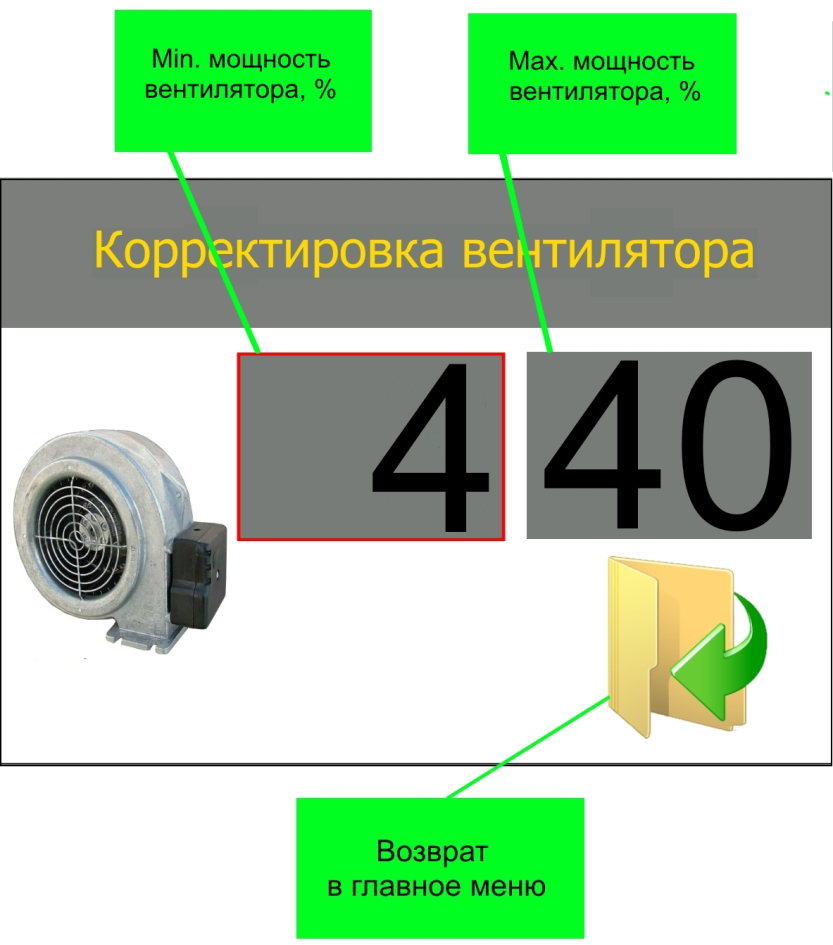 Min. мощность
вентилятора, %
Max. мощность
вентилятора, %
Корректировка вентилятора
4
40
Возврат
в главное меню